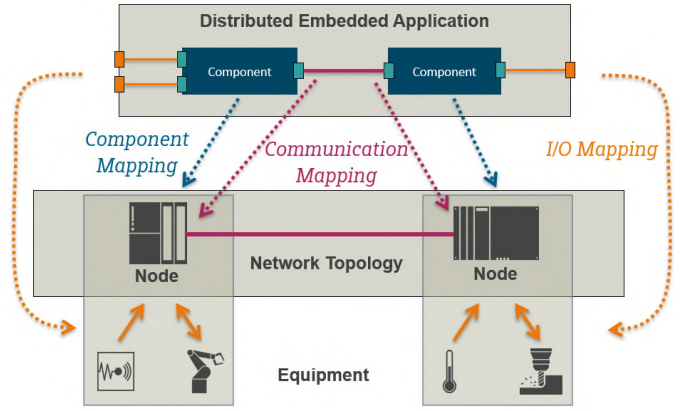 Distributed Embedded Application
Component
Component
Component
Mapping
Communication
Mapping
I/O Mapping
Node
Network Topology
Node
Equipment